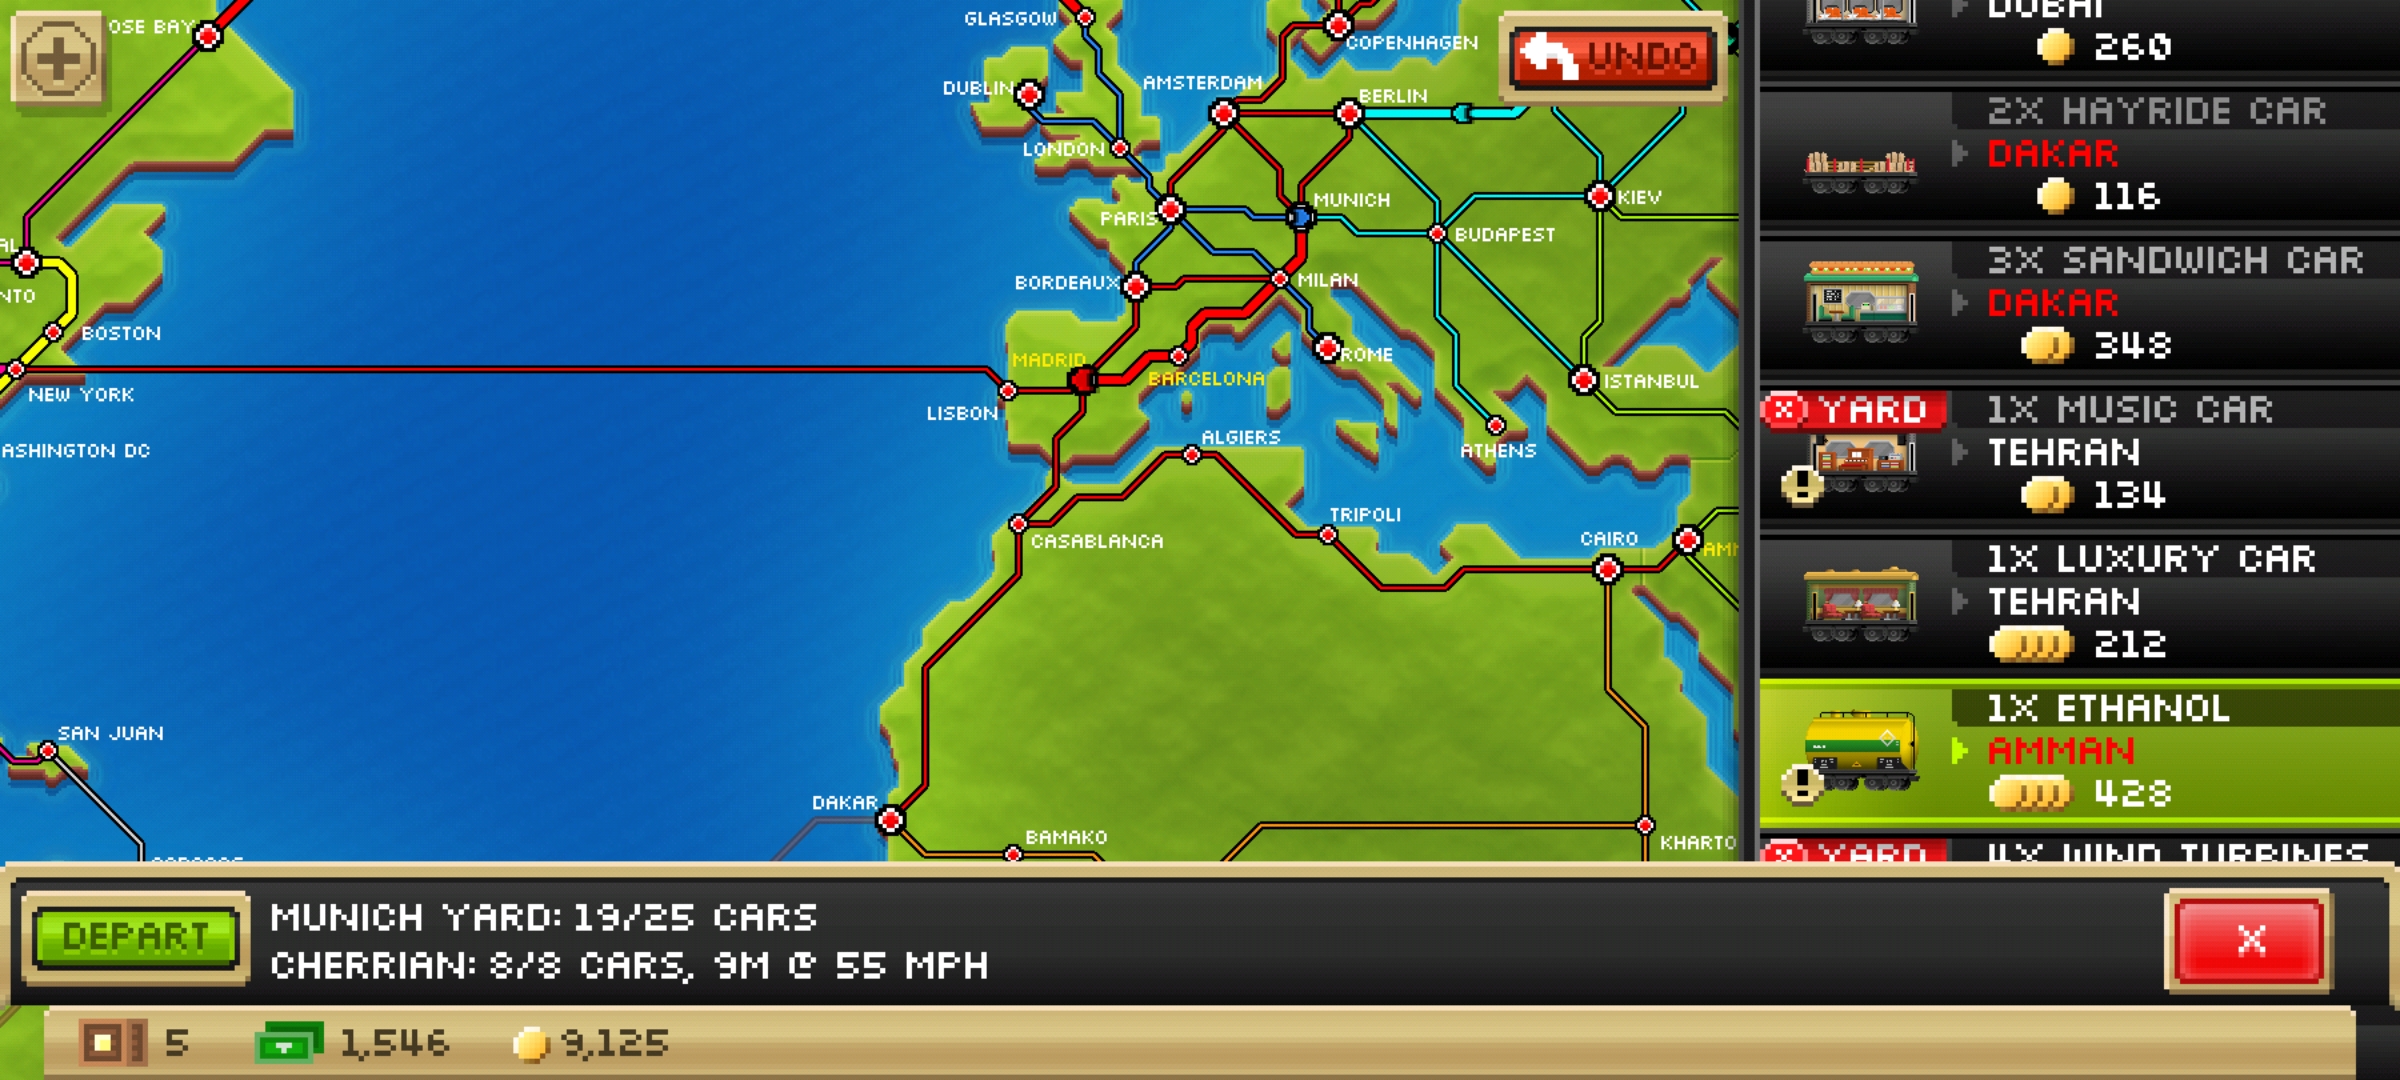 OSE BAY
GLASGOW
COPENHAGEN
UNDO
DUBAI
260
DUBLIN
AMSTERDAM
BERLIN
2X HAYRIDE CAR
DAKAR
116
LONDON
PARIS
MUNICH
KIEV
BUDAPEST
AL
NTO
BORDEAUX
MILAN
3X SANDWICH CAR
DAKAR
348
BOSTON
MADRID
BARCELONA
ROME
ISTANBUL
NEW YORK
LISBON
YARD
1X MUSIC CAR
TEHRAN
134
ASHINGTON DC
ALGIERS
ATHENS
CASABLANCA
TRIPOLI
CAIRO
AMM
1X LUXURY CAR
TEHRAN
212
SAN JUAN
1X ETHANOL
AMMAN
428
DAKAR
BAMAKO
KHARTO
YARD
4X WIND TURBINES
DEPART
MUNICH YARD: 19/25 CARS
CHERRIAN: 8/8 CARS, 9M @ 55 MPH
X
5
1,546
9,125